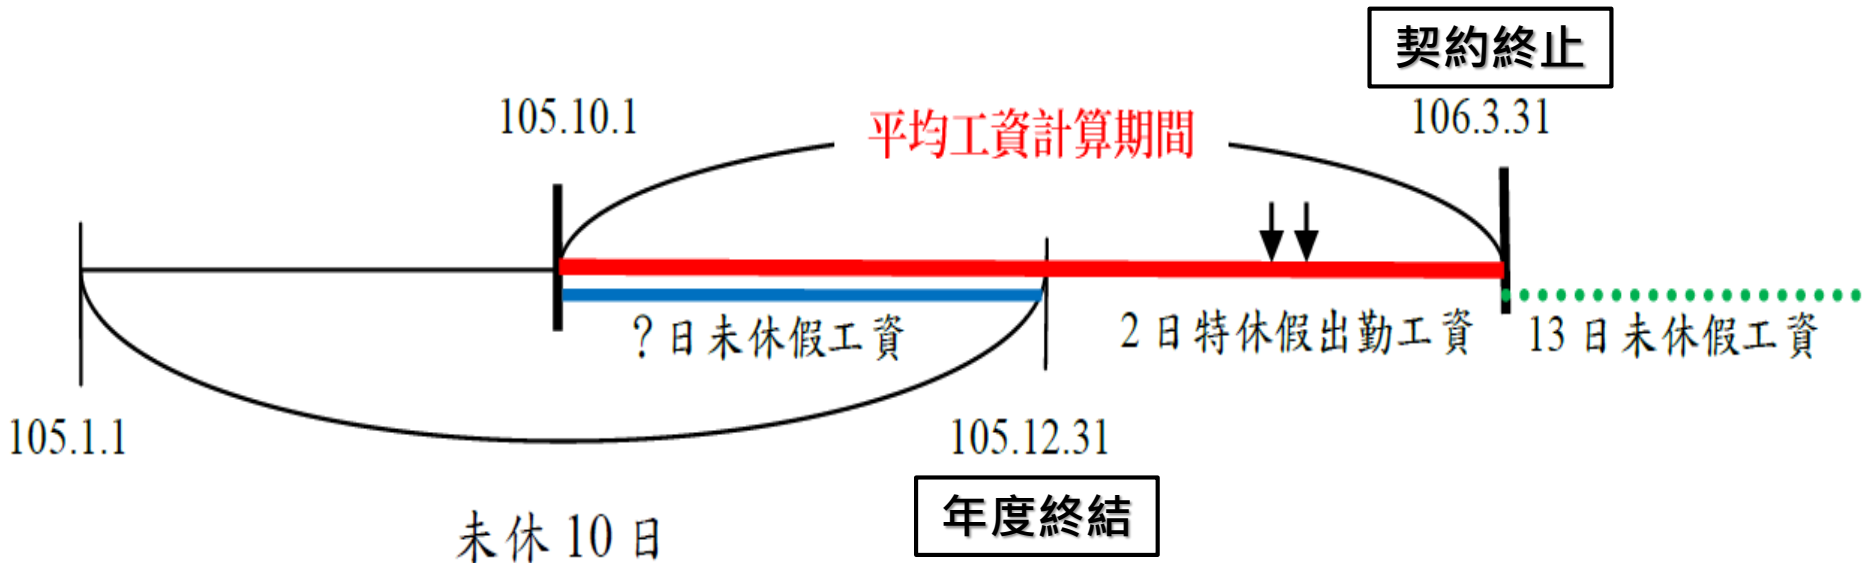 契約終止
105.10.1
平均工資計算期間
106.3.31
?日未休假工資
2日特休假出勤工資
13日未休假工資
105.1.1
105.12.31
年度終結
未休10日